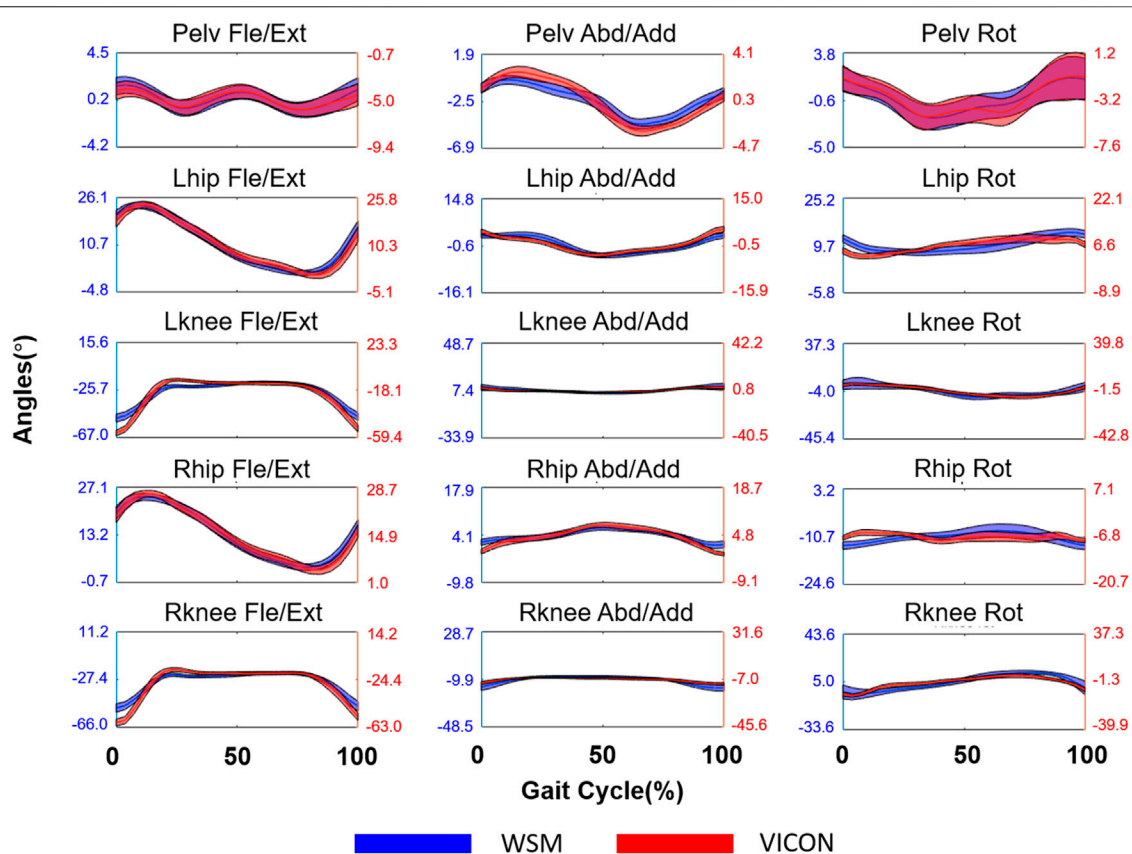 Pelv Fle/Ext Pelv Abd/Add Pelv Rot
4.5 -0.7 1.9 4.1 3.8 1.2
0.2 -5.0 -2.5 0.3 -0.6 -3.2
-4.2 -9.4 -6.9 -4.7 -5.0 -7.6
Lhip Fle/Ext Lhip Abd/Add Lhip Rot
26.1 25.8 14.8 15.0 25.2 22.1
10.7 10.3 -0.6 -0.5 9.7 6.6
-4.8 -5.1 -16.1 -15.9 -5.8 -8.9
Lknee Fle/Ext Lknee Abd/Add Lknee Rot
15.6 23.3 48.7 42.2 37.3 39.8
-25.7 -18.1 7.4 0.8 -4.0 -1.5
-67.0 -59.4 -33.9 -40.5 -45.4 -42.8
Angles(°)
Rhip Fle/Ext Rhip Abd/Add Rhip Rot
27.1 28.7 17.9 18.7 3.2 7.1
13.2 14.9 4.1 4.8 -10.7 -6.8
-0.7 1.0 -9.8 -9.1 -24.6 -20.7
Rknee Fle/Ext Rknee Abd/Add Rknee Rot
11.2 14.2 28.7 31.6 43.6 37.3
-27.4 -24.4 -9.9 -7.0 5.0 -1.3
-66.0 -63.0 -48.5 -45.6 -33.6 -39.9
0 50 100 0 50 100 0 50 100
Gait Cycle(%)
WSM VICON